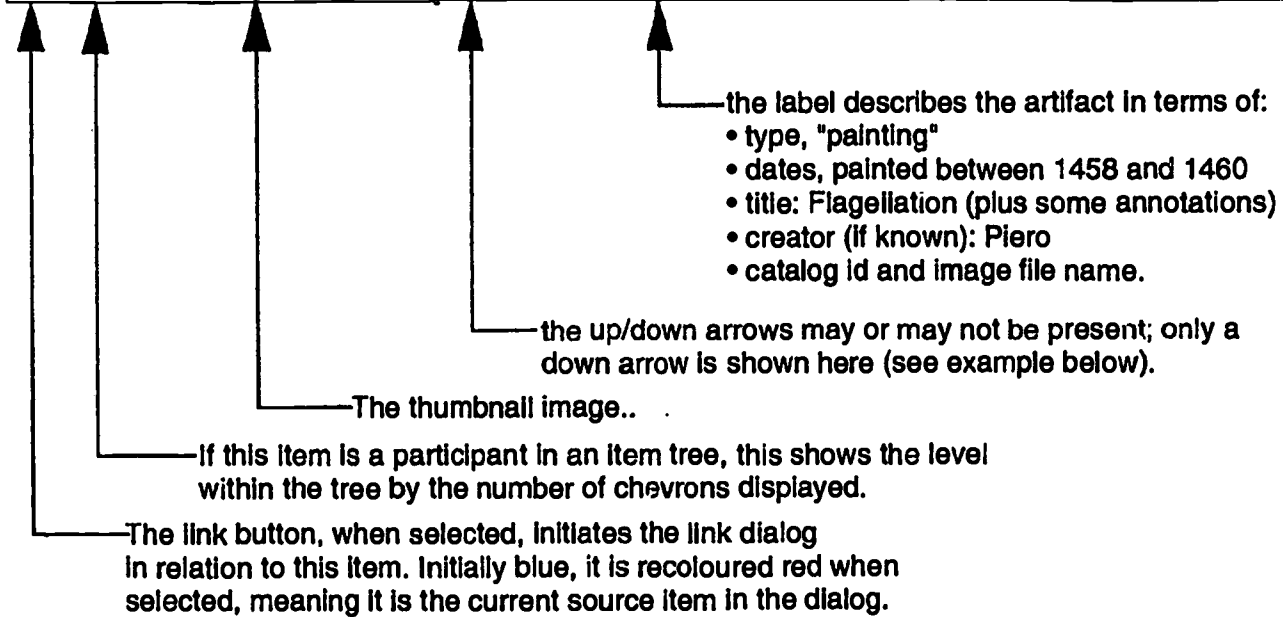 the label describes the artifact in terms of:
• type, "painting"
• dates, painted between 1458 and 1460
• title: Flagellation (plus some annotations)
• creator (if known): Piero
• catalog id and image file name.
the up/down arrows may or may not be present; only a
down arrow is shown here (see example below).
The thumbnail image..
If this item is a participant in an item tree, this shows the level
within the tree by the number of chevrons displayed.
The link button, when selected, initiates the link dialog
in relation to this item. Initially blue, it is recoloured red when
selected, meaning it is the current source item in the dialog.